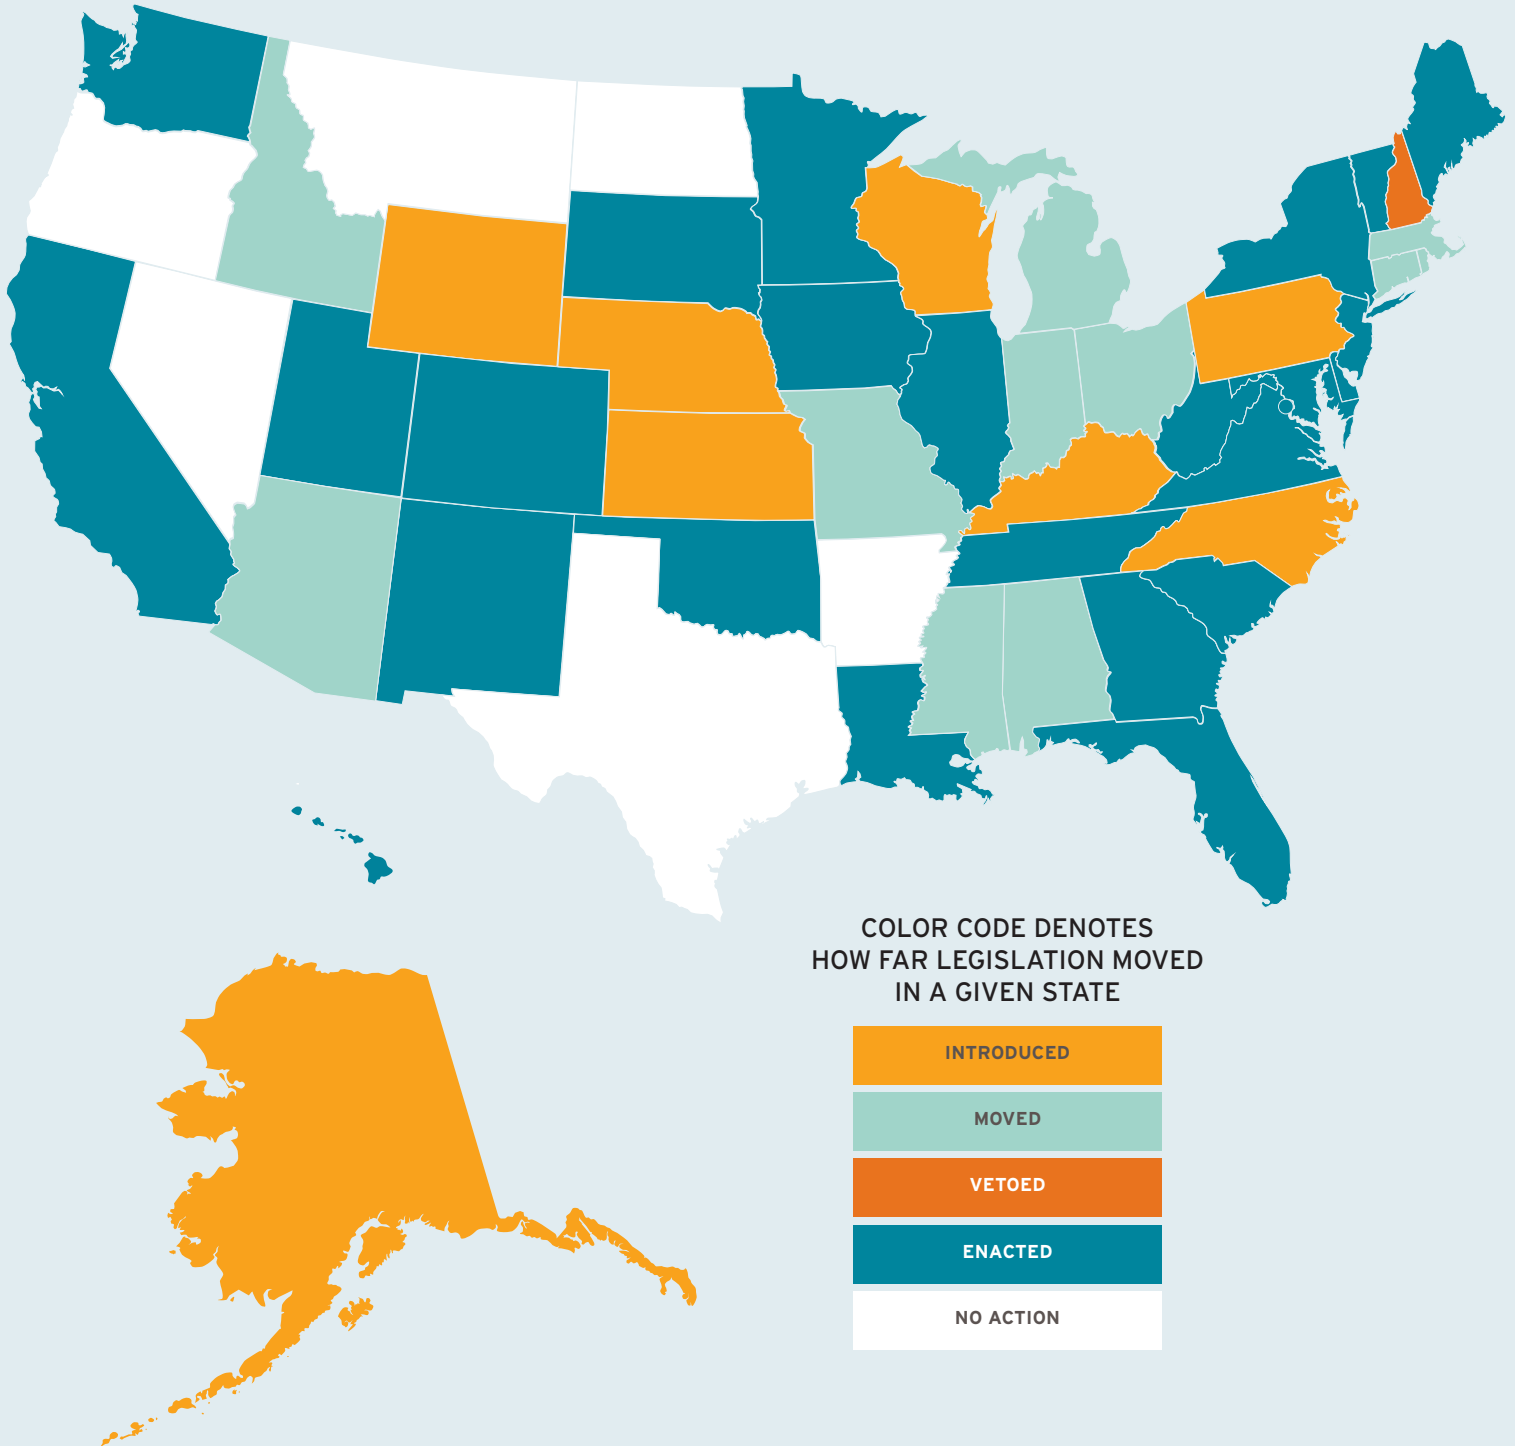 COLOR CODE DENOTES
HOW FAR LEGISLATION MOVED
IN A GIVEN STATE
INTRODUCED
MOVED
VETOED
ENACTED
NO ACTION